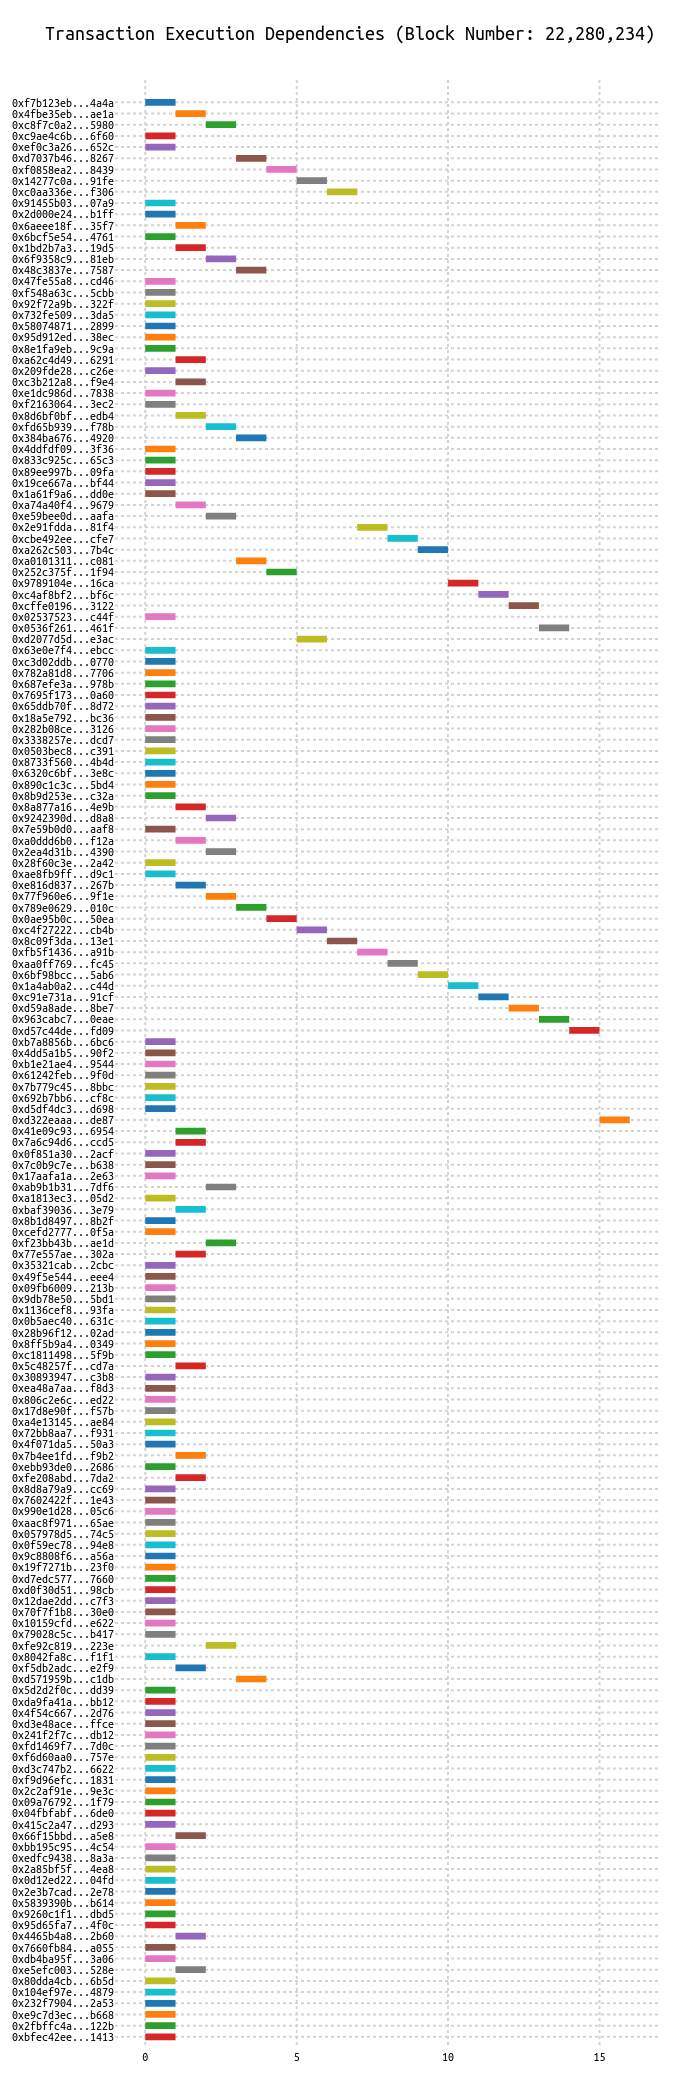 Transaction Execution Dependencies (Block Number: 22,280,234)
0xf7b123eb...4a4a
0x4fbe35eb...ae1a
0xc8f7c0a2...5980
0xc9ae4c6b...6f60
0xef0c3a26...652c
0xd7037b46...8267
0xf0858ea2...8439
0x14277c0a...91fe
0xc0aa336e...f306
0x91455b03...07a9
0x2d000e24...b1ff
0x6aeee18f...35f7
0x6bcf5e54...4761
0x1bd2b7a3...19d5
0x6f9358c9...81eb
0x48c3837e...7587
0x47fe55a8...cd46
0xf548a63c...5cbb
0x92f72a9b...322f
0x732fe509...3da5
0x58074871...2899
0x95d912ed...38ec
0x8e1fa9eb...9c9a
0xa62c4d49...6291
0x209fde28...c26e
0xc3b212a8...f9e4
0xe1dc986d...7838
0xf2163064...3ec2
0x8d6bf0bf...edb4
0xfd65b939...f78b
0x384ba676...4920
0x4ddfdf09...3f36
0x833c925c...65c3
0x89ee997b...09fa
0x19ce667a...bf44
0x1a61f9a6...dd0e
0xa74a40f4...9679
0xe59bee0d...aafa
0x2e91fdda...81f4
0xcbe492ee...cfe7
0xa262c503...7b4c
0xa0101311...c081
0x252c375f...1f94
0x9789104e...16ca
0xc4af8bf2...bf6c
0xcffe0196...3122
0x02537523...c44f
0x0536f261...461f
0xd2077d5d...e3ac
0x63e0e7f4...ebcc
0xc3d02ddb...0770
0x782a81d8...7706
0x687efe3a...978b
0x7695f173...0a60
0x65ddb70f...8d72
0x18a5e792...bc36
0x282b08ce...3126
0x3338257e...dcd7
0x0503bec8...c391
0x8733f560...4b4d
0x6320c6bf...3e8c
0x890c1c3c...5bd4
0x8b9d253e...c32a
0x8a877a16...4e9b
0x9242390d...d8a8
0x7e59b0d0...aaf8
0xa0ddd6b0...f12a
0x2ea4d31b...4390
0x28f60c3e...2a42
0xae8fb9ff...d9c1
0xe816d837...267b
0x77f960e6...9f1e
0x789e0629...010c
0x0ae95b0c...50ea
0xc4f27222...cb4b
0x8c09f3da...13e1
0xfb5f1436...a91b
0xaa0ff769...fc45
0x6bf98bcc...5ab6
0x1a4ab0a2...c44d
0xc91e731a...91cf
0xd59a8ade...8be7
0x963cabc7...0eae
0xd57c44de...fd09
0xb7a8856b...6bc6
0x4dd5a1b5...90f2
0xb1e21ae4...9544
0x61242feb...9f0d
0x7b779c45...8bbc
0x692b7bb6...cf8c
0xd5df4dc3...d698
0xd322eaaa...de87
0x41e09c93...6954
0x7a6c94d6...ccd5
0x0f851a30...2acf
0x7c0b9c7e...b638
0x17aafa1a...2e63
0xab9b1b31...7df6
0xa1813ec3...05d2
0xbaf39036...3e79
0x8b1d8497...8b2f
0xcefd2777...0f5a
0xf23bb43b...ae1d
0x77e557ae...302a
0x35321cab...2cbc
0x49f5e544...eee4
0x09fb6009...213b
0x9db78e50...5bd1
0x1136cef8...93fa
0x0b5aec40...631c
0x28b96f12...02ad
0x8ff5b9a4...0349
0xc1811498...5f9b
0x5c48257f...cd7a
0x30893947...c3b8
0xea48a7aa...f8d3
0x806c2e6c...ed22
0x17d8e90f...f57b
0xa4e13145...ae84
0x72bb8aa7...f931
0x4f071da5...50a3
0x7b4ee1fd...f9b2
0xebb93de0...2686
0xfe208abd...7da2
0x8d8a79a9...cc69
0x7602422f...1e43
0x990e1d28...05c6
0xaac8f971...65ae
0x057978d5...74c5
0x0f59ec78...94e8
0x9c8808f6...a56a
0x19f7271b...23f0
0xd7edc577...7660
0xd0f30d51...98cb
0x12dae2dd...c7f3
0x70f7f1b8...30e0
0x10159cfd...e622
0x79028c5c...b417
0xfe92c819...223e
0x8042fa8c...f1f1
0xf5db2adc...e2f9
0xd571959b...c1db
0x5d2d2f0c...dd39
0xda9fa41a...bb12
0x4f54c667...2d76
0xd3e48ace...ffce
0x241f2f7c...db12
0xfd1469f7...7d0c
0xf6d60aa0...757e
0xd3c747b2...6622
0xf9d96efc...1831
0x2c2af91e...9e3c
0x09a76792...1f79
0x04fbfabf...6de0
0x415c2a47...d293
0x66f15bbd...a5e8
0xbb195c95...4c54
0xedfc9438...8a3a
0x2a85bf5f...4ea8
0x0d12ed22...04fd
0x2e3b7cad...2e78
0x5839390b...b614
0x9260c1f1...dbd5
0x95d65fa7...4f0c
0x4465b4a8...2b60
0x7660fb84...a055
0xdb4ba95f...3a06
0xe5efc003...528e
0x80dda4cb...6b5d
0x104ef97e...4879
0x232f7904...2a53
0xe9c7d3ec...b668
0x2fbffc4a...122b
0xbfec42ee...1413
0 5 10 15